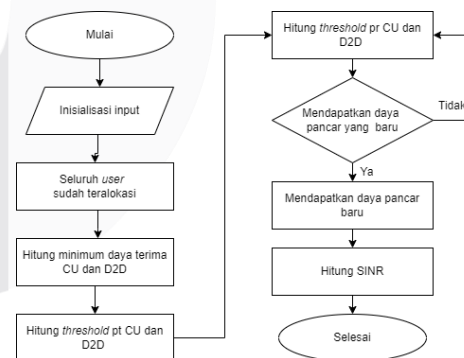 Mulai
Inisialisasi input
Seluruh user
sudah teralokasi
Hitung minimum daya terima
CU dan D2D
Hitung threshold pt CU dan
D2D
Hitung threshold pr CU dan
D2D
Mendapatkan daya
pancar yang baru
Tidak
Ya
Mendapatkan daya pancar
baru
Hitung SINR
Selesai